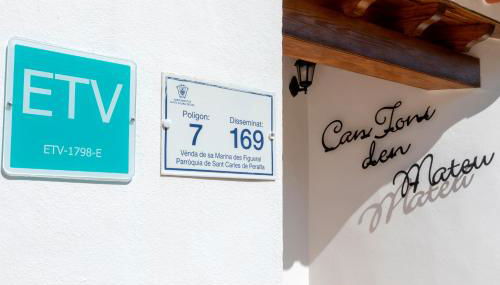 ETV
ETV-1798-E
Polígon: Disseminat:
7 169
Vénda de sa Marina des Figueral
Parròquia de Sant Carles de Peralta
Can Toni
den
Mateu